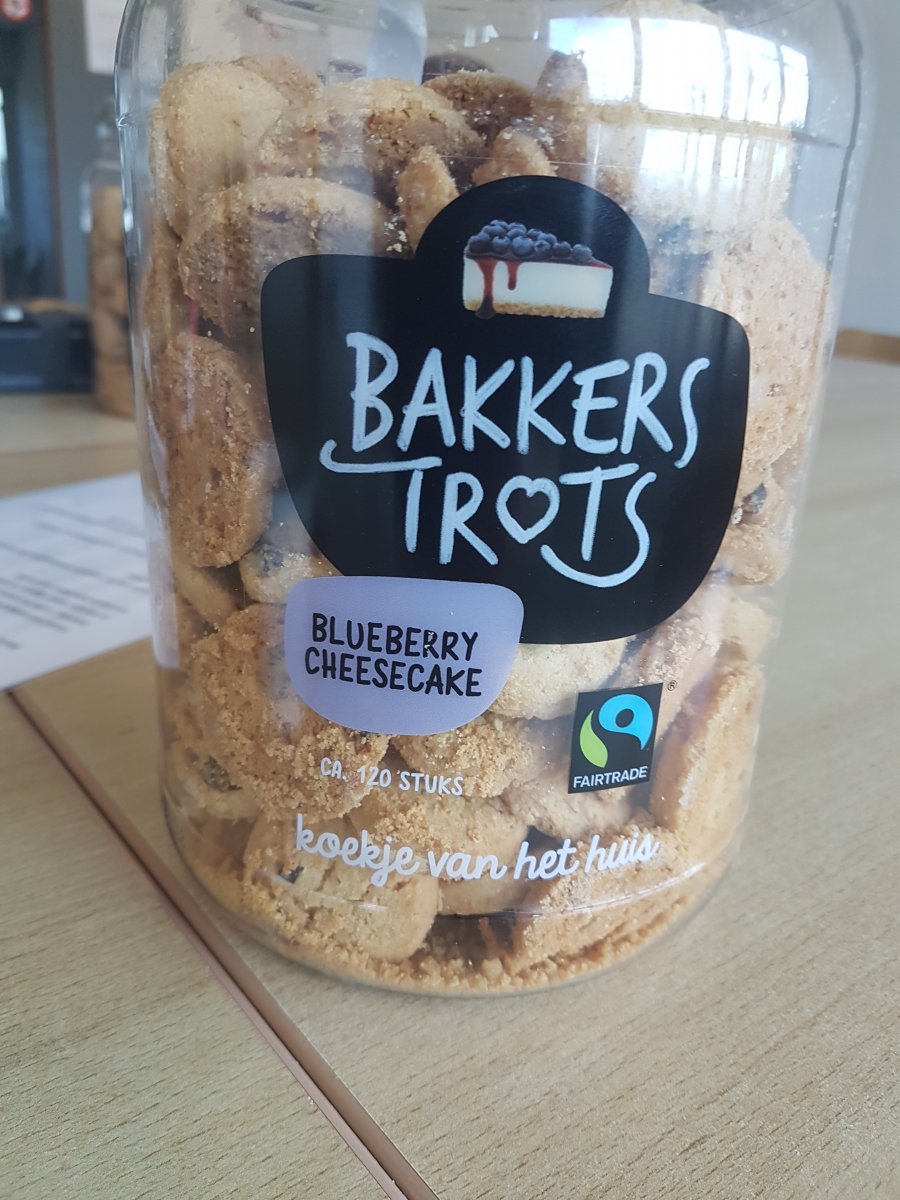 BAKKERS
TROTS
BLUEBERRY
CHEESECAKE
®
FAIRTRADE
CA. 120 STUKS
koekje van het huis